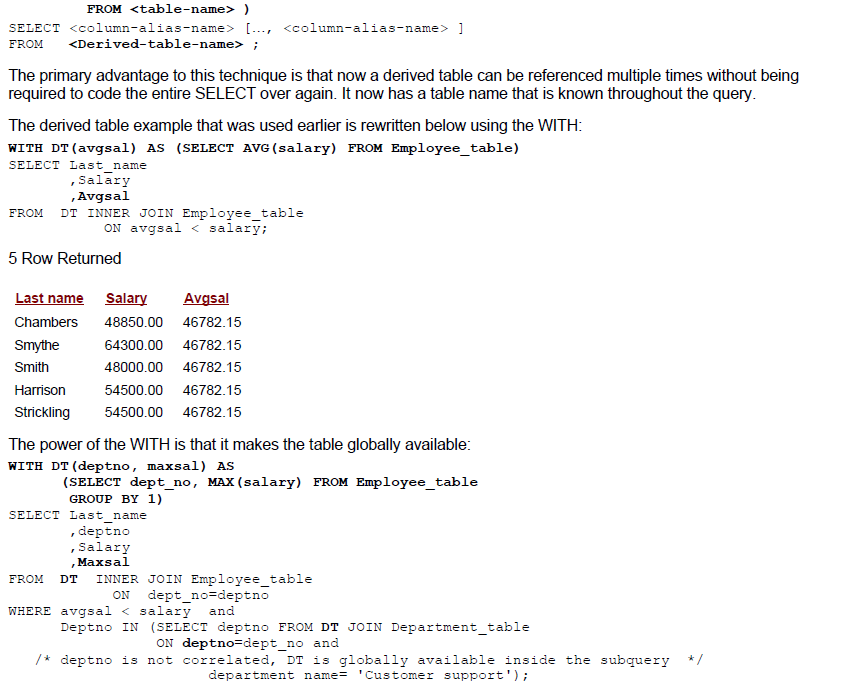 FROM <table-name> )
SELECT <column-alias-name> [..., <column-alias-name> ]
FROM <Derived-table-name> ;
The primary advantage to this technique is that now a derived table can be referenced multiple times without being
required to code the entire SELECT over again. It now has a table name that is known throughout the query.
The derived table example that was used earlier is rewritten below using the WITH:
WITH DT(avgsal) AS (SELECT AVG(salary) FROM Employee_table)
SELECT Last_name
,Salary
,Avgsal
FROM DT INNER JOIN Employee_table
ON avgsal < salary;
5 Row Returned
Last name Salary Avgsal
Chambers 48850.00 46782.15
Smythe 64300.00 46782.15
Smith 48000.00 46782.15
Harrison 54500.00 46782.15
Strickling 54500.00 46782.15
The power of the WITH is that it makes the table globally available:
WITH DT(deptno, maxsal) AS
(SELECT dept_no, MAX(salary) FROM Employee_table
GROUP BY 1)
SELECT Last_name
,deptno
,Salary
,Maxsal
FROM DT INNER JOIN Employee_table
ON dept_no=deptno
WHERE avgsal < salary and
Deptno IN (SELECT deptno FROM DT JOIN Department_table
ON deptno=dept_no and
/* deptno is not correlated, DT is globally available inside the subquery */
department name= 'Customer support');